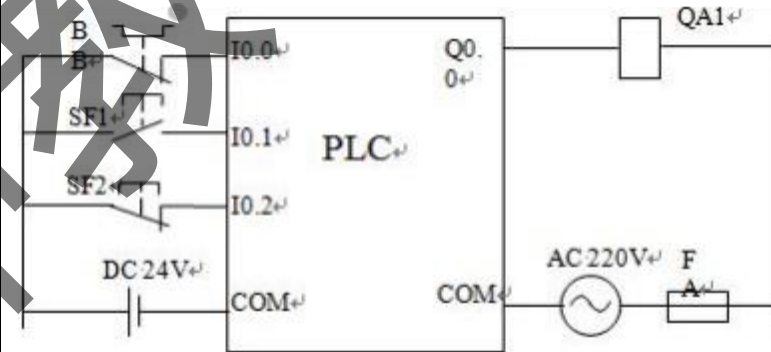 QA1↵
B
B↵
I0.0↵
Q0.
0↵
SF1↵
I0.1↵
PLC↵
SF2↵
I0.2↵
DC·24V↵
AC·220V↵
F
A↵
COM↵
COM↵